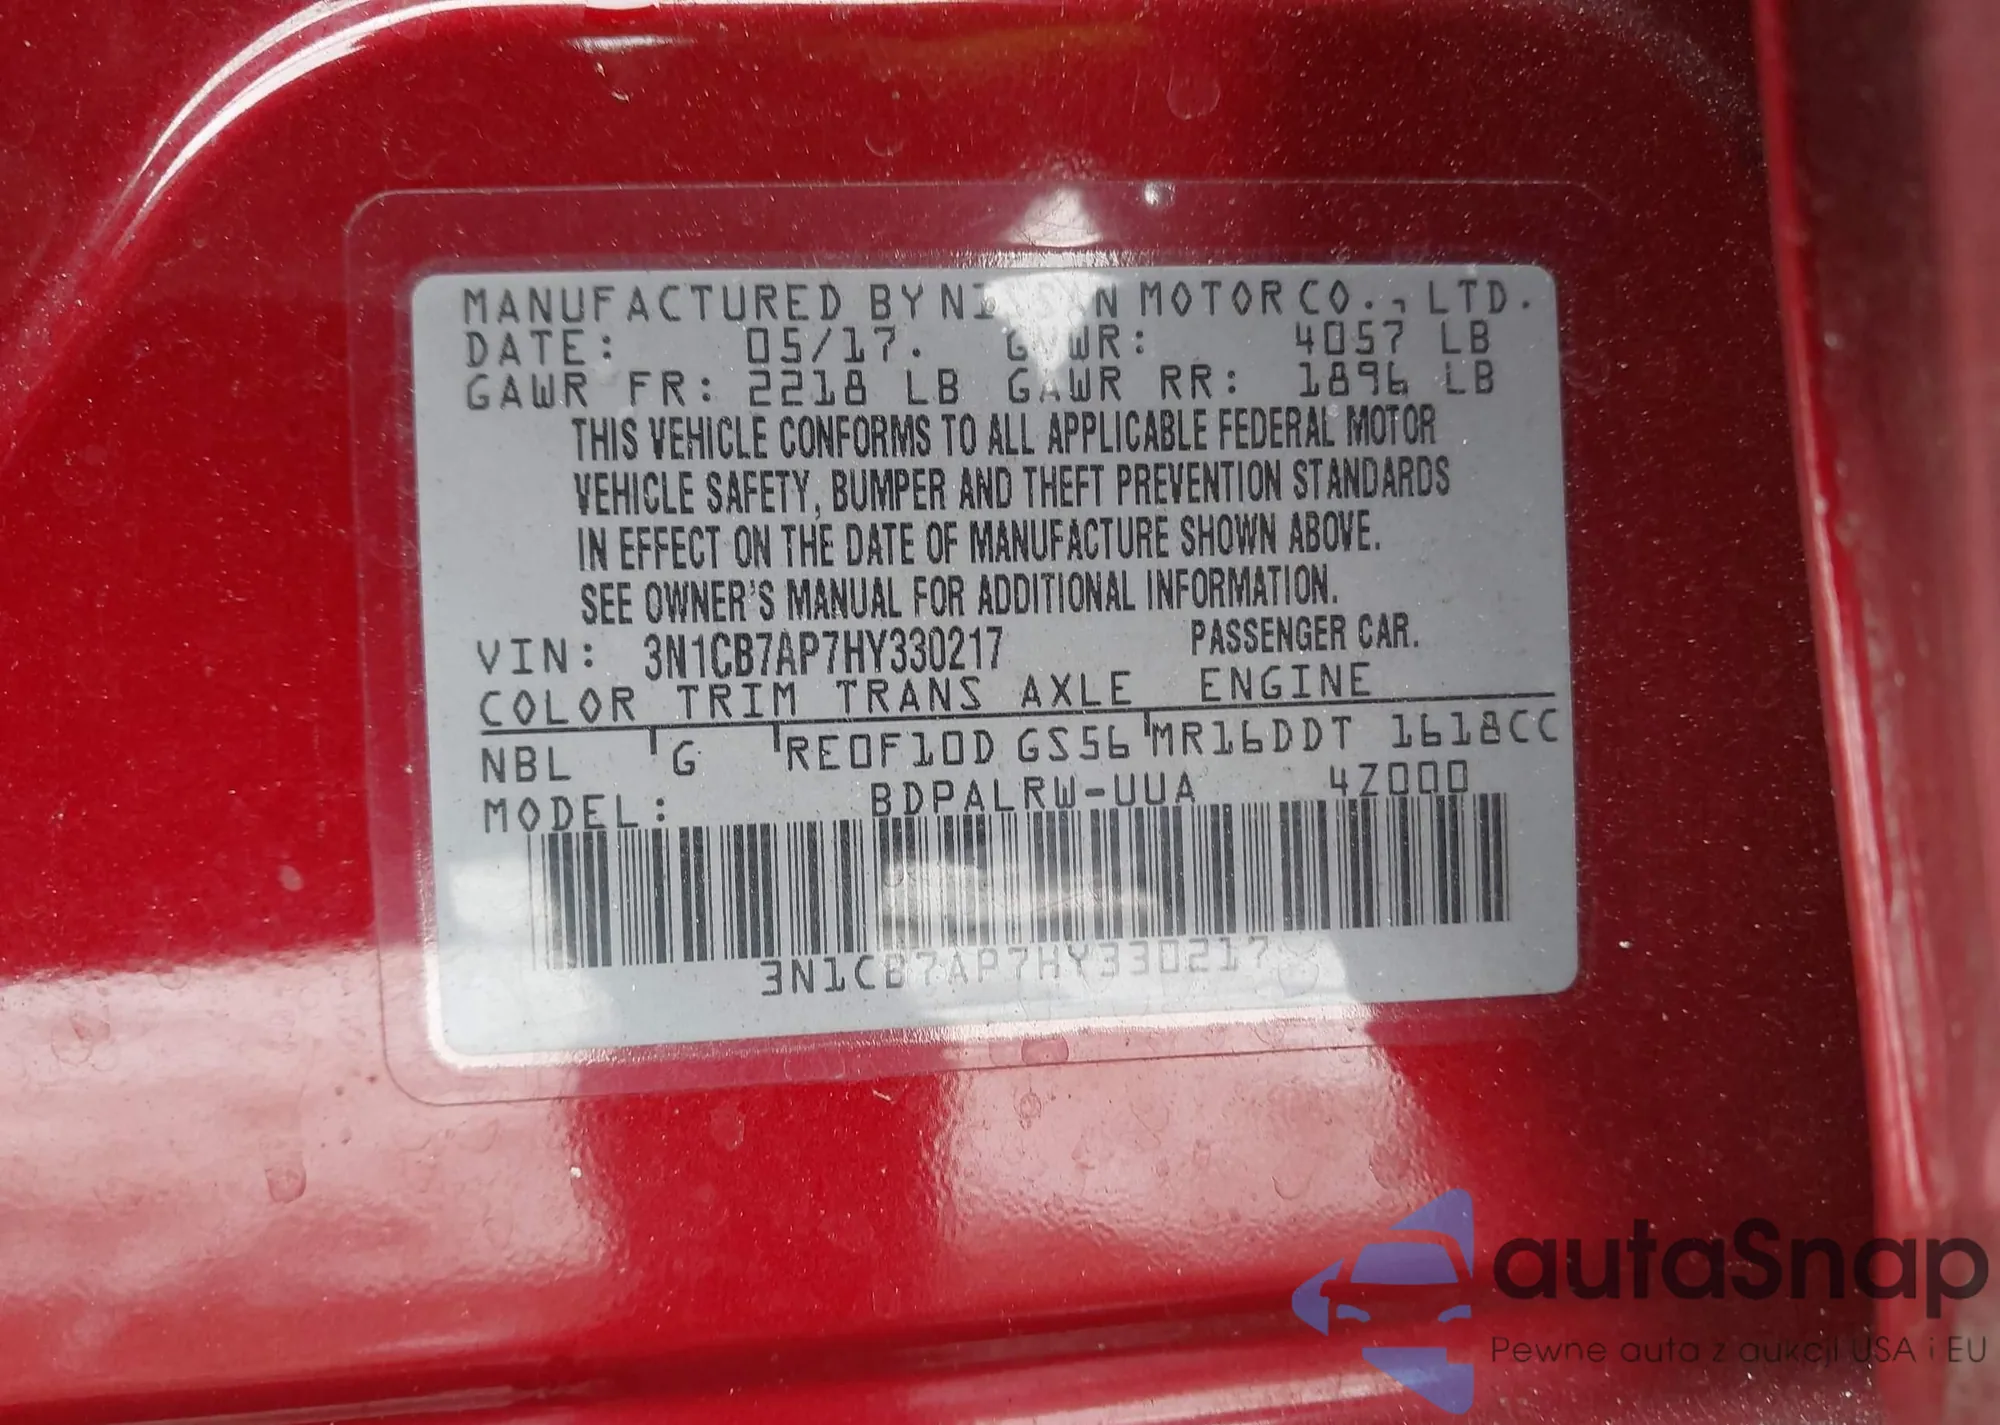 MANUFACTURED BY NISSAN MOTOR CO., LTD.
DATE: 05/17. GVWR: 4057 LB
GAWR FR: 2218 LB GAWR RR: 1896 LB
THIS VEHICLE CONFORMS TO ALL APPLICABLE FEDERAL MOTOR
VEHICLE SAFETY, BUMPER AND THEFT PREVENTION STANDARDS
IN EFFECT ON THE DATE OF MANUFACTURE SHOWN ABOVE.
SEE OWNER'S MANUAL FOR ADDITIONAL INFORMATION.
VIN: 3N1CB7AP7HY330217 PASSENGER CAR.
COLOR TRIM TRANS AXLE ENGINE
NBL G RE0F10D GS56 MR16DDT 1618CC
MODEL: BDPALRW-UUA 4Z000
3N1CB7AP7HY330217
autaSnap
Pewne auta z aukcji USA i EU